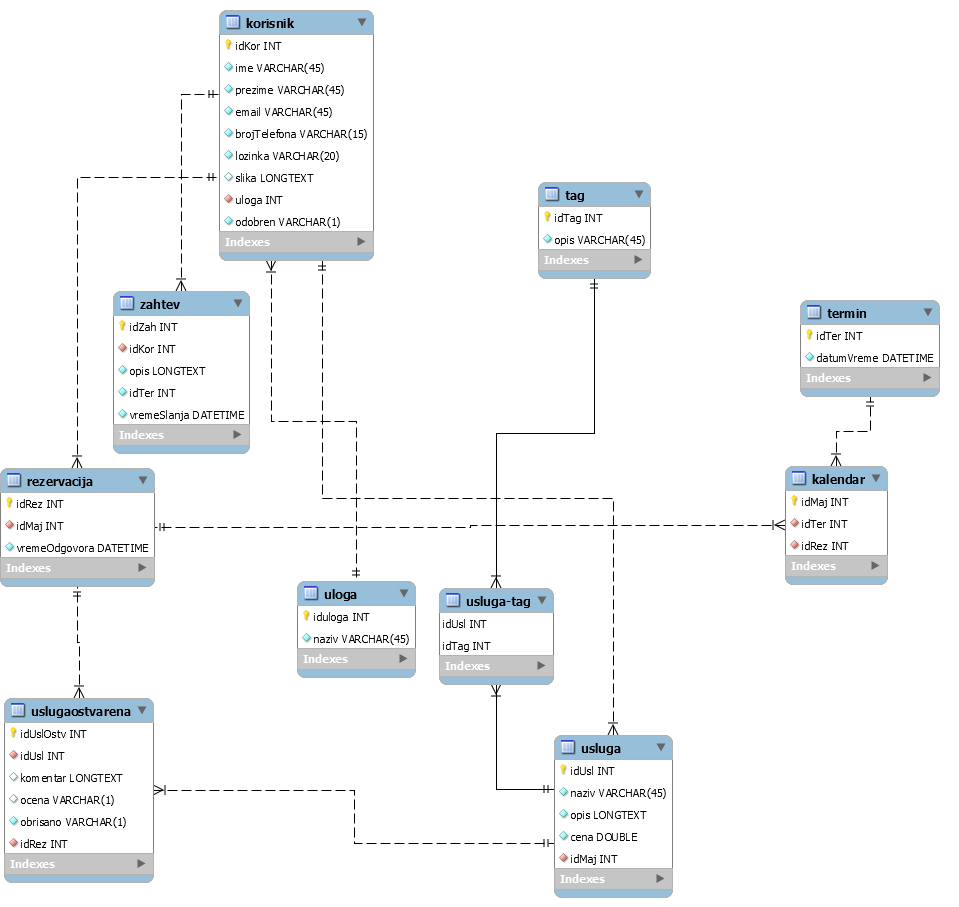 korisnik
idKor INT
ime VARCHAR(45)
prezime VARCHAR(45)
email VARCHAR(45)
brojTelefona VARCHAR(15)
lozinka VARCHAR(20)
slika LONGTEXT
uloga INT
odobren VARCHAR(1)
Indexes
tag
idTag INT
opis VARCHAR(45)
Indexes
zahtev
idZah INT
idKor INT
opis LONGTEXT
idTer INT
vremeSlanja DATETIME
Indexes
termin
idTer INT
datumVreme DATETIME
Indexes
rezervacija
idRez INT
idMaj INT
vremeOdgovora DATETIME
Indexes
kalendar
idMaj INT
idTer INT
idRez INT
Indexes
uloga
iduloga INT
naziv VARCHAR(45)
Indexes
usluga-tag
idUsl INT
idTag INT
Indexes
uslugaostvarena
idUslOstv INT
idUsl INT
komentar LONGTEXT
ocena VARCHAR(1)
obrisano VARCHAR(1)
idRez INT
Indexes
usluga
idUsl INT
naziv VARCHAR(45)
opis LONGTEXT
cena DOUBLE
idMaj INT
Indexes